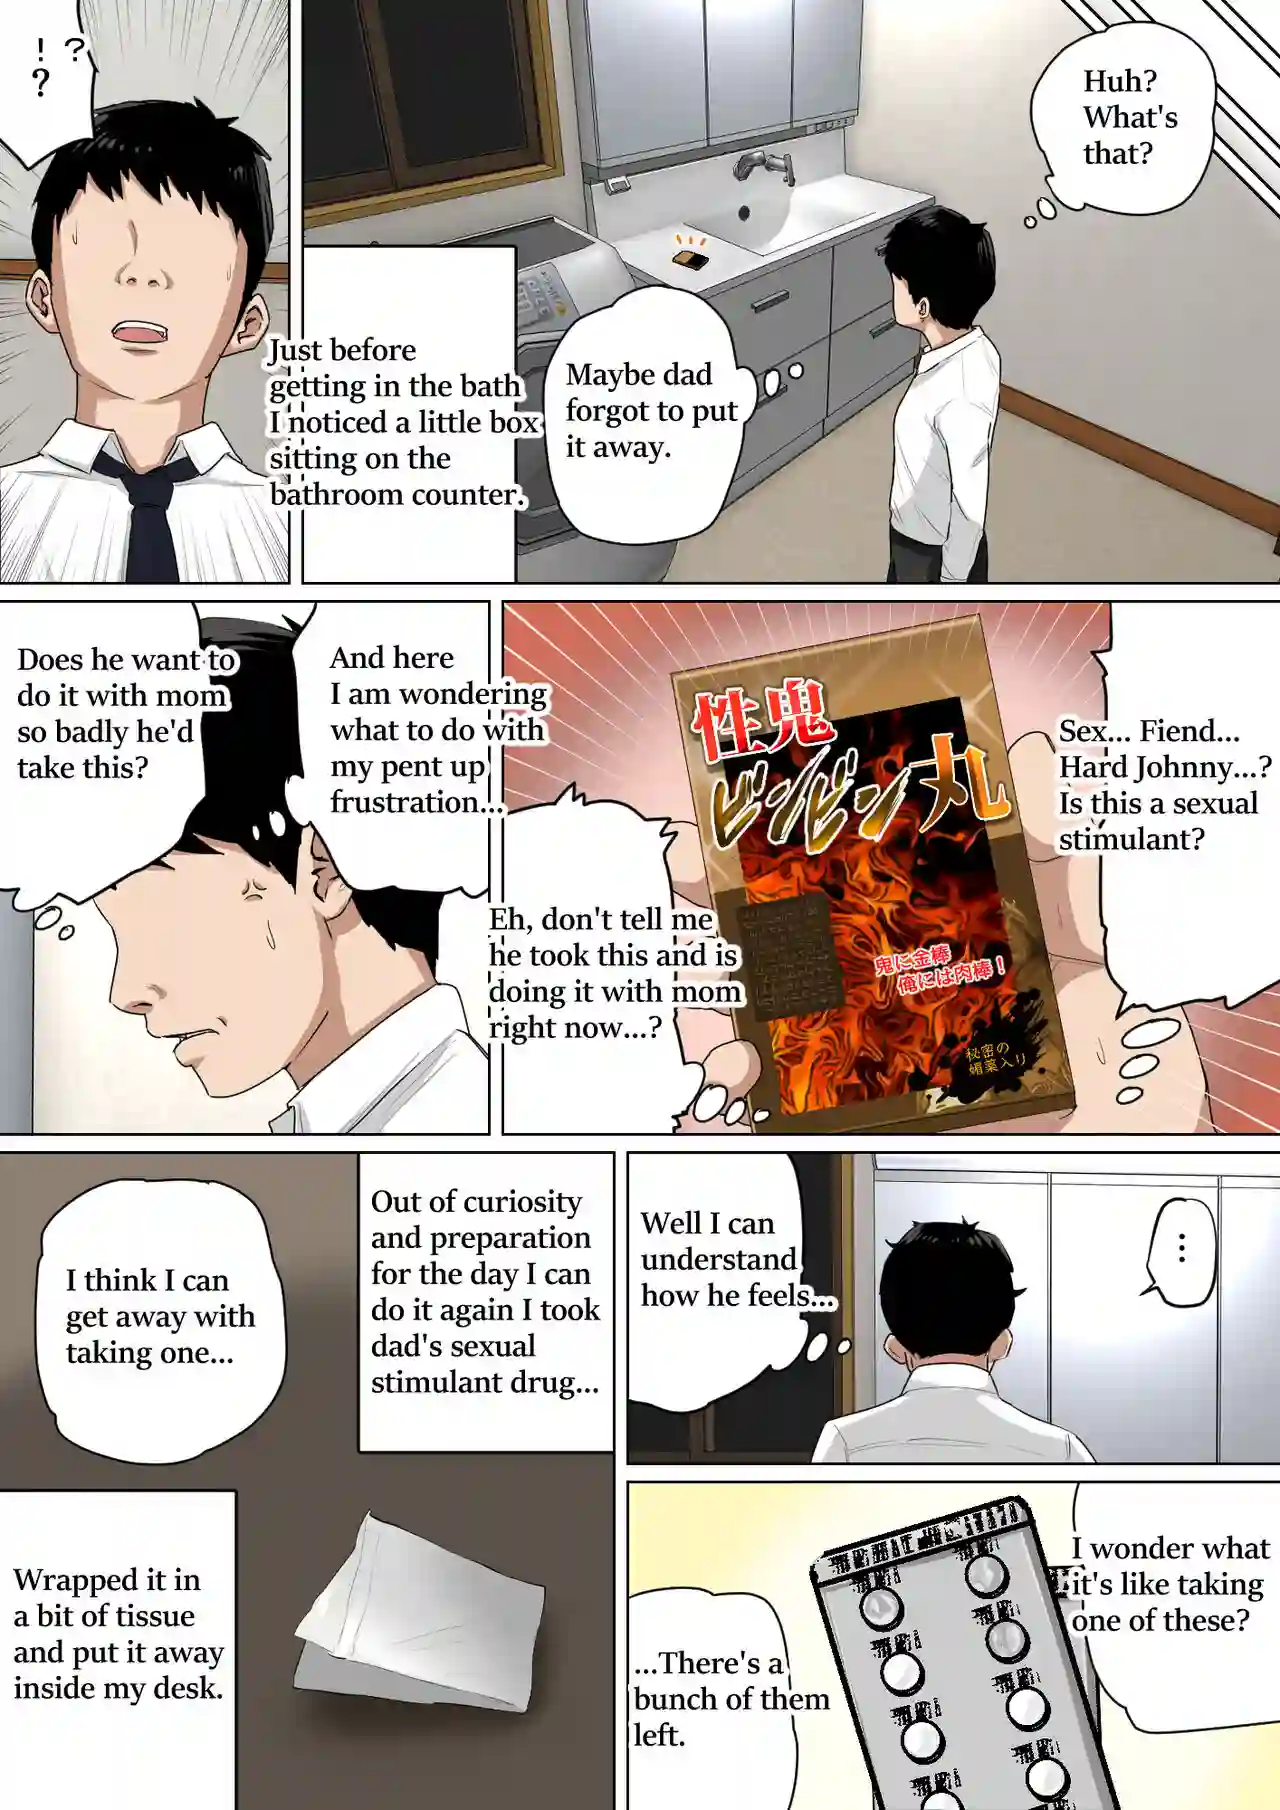 Huh?
What's
that?
Maybe dad
forgot to put
it away.
Just before
getting in the bath
I noticed a little box
sitting on the
bathroom counter.
！？
?
Sex... Fiend...
Hard Johnny...?
Is this a sexual
stimulant?
性鬼
ビンビン丸
鬼に金棒
俺には肉棒！
秘密の
媚薬入り
Eh, don't tell me
he took this and is
doing it with mom
right now...?
And here
I am wondering
what to do with
my pent up
frustration...
Does he want to
do it with mom
so badly he'd
take this?
...
Well I can
understand
how he feels...
I wonder what
it's like taking
one of these?
...There's a
bunch of them
left.
Out of curiosity
and preparation
for the day I can
do it again I took
dad's sexual
stimulant drug...
I think I can
get away with
taking one...
Wrapped it in
a bit of tissue
and put it away
inside my desk.